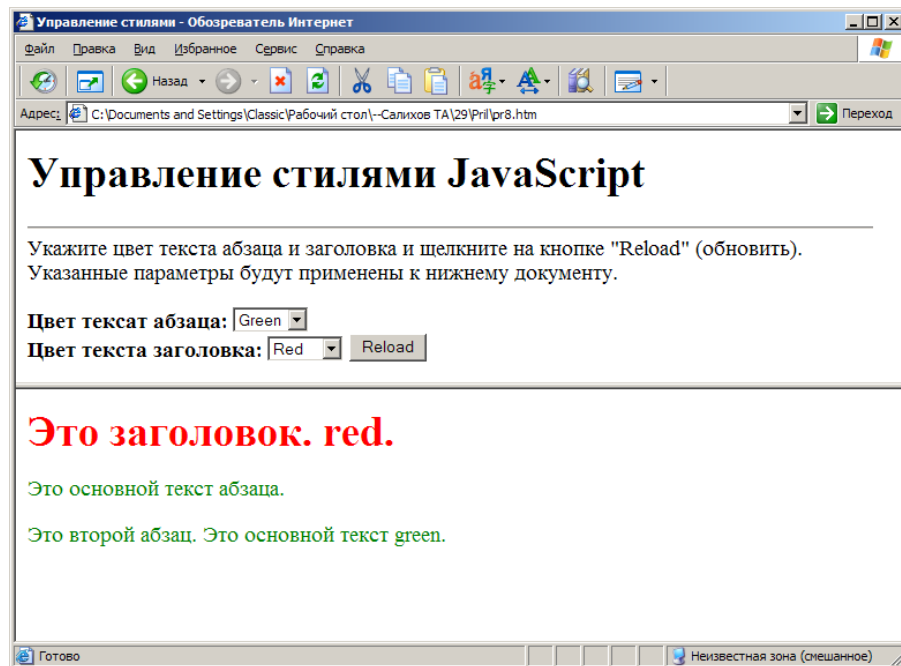 Управление стилями - Обозреватель Интернет
Файл Правка Вид Избранное Сервис Справка
Назад
Адрес: C:\Documents and Settings\Classic\Рабочий стол\--Салихов ТА\29\Pril\pr8.htm Переход
Управление стилями JavaScript
Укажите цвет текста абзаца и заголовка и щелкните на кнопке "Reload" (обновить).
Указанные параметры будут применены к нижнему документу.
Цвет тексат абзаца: Green
Цвет текста заголовка: Red Reload
Это заголовок. red.
Это основной текст абзаца.
Это второй абзац. Это основной текст green.
Готово Неизвестная зона (смешанное)